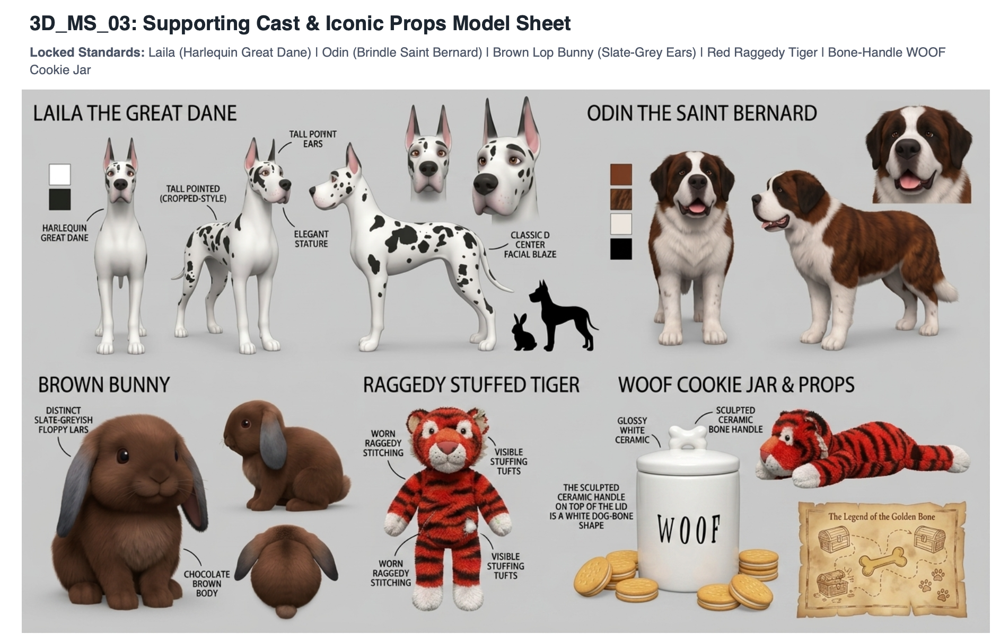 3D_MS_03: Supporting Cast & Iconic Props Model Sheet
Locked Standards: Laila (Harlequin Great Dane) | Odin (Brindle Saint Bernard) | Brown Lop Bunny (Slate-Grey Ears) | Red Raggedy Tiger | Bone-Handle WOOF
Cookie Jar
LAILA THE GREAT DANE
TALL POIYNT
EARS
TALL POINTED
(CROPPED-STYLE)
HARLEQUIN
GREAT DANE
ELEGANT
STATURE
CLASSIC D
CENTER
FACIAL BLAZE
ODIN THE SAINT BERNARD
BROWN BUNNY
DISTINCT
SLATE-GREYISH
FLOPPY LARS
CHOCOLATE
BROWN
BODY
RAGGEDY STUFFED TIGER
WORN
RAGGEDY
STITCHING
VISIBLE
STUFFING
TUFTS
WORN
RAGGEDY
STITCHING
VISIBLE
STUFFING
TUFTS
WOOF COOKIE JAR & PROPS
GLOSSY
WHITE
CERAMIC
SCULPTED
CERAMIC
BONE HANDLE
THE SCULPTED
CERAMIC HANDLE
ON TOP OF THE LID
IS A WHITE DOG-BONE
SHAPE
WOOF
The Legend of the Golden Bone